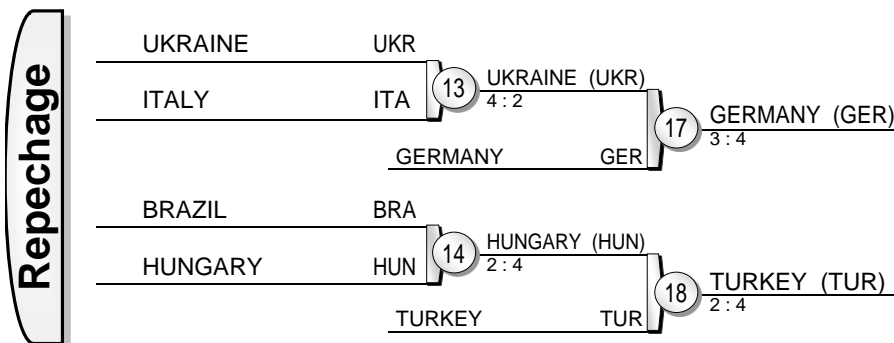 Repechage
UKRAINE UKR
ITALY ITA
13
UKRAINE (UKR)
4 : 2
GERMANY GER
17
GERMANY (GER)
3 : 4
BRAZIL BRA
HUNGARY HUN
14
HUNGARY (HUN)
2 : 4
TURKEY TUR
18
TURKEY (TUR)
2 : 4